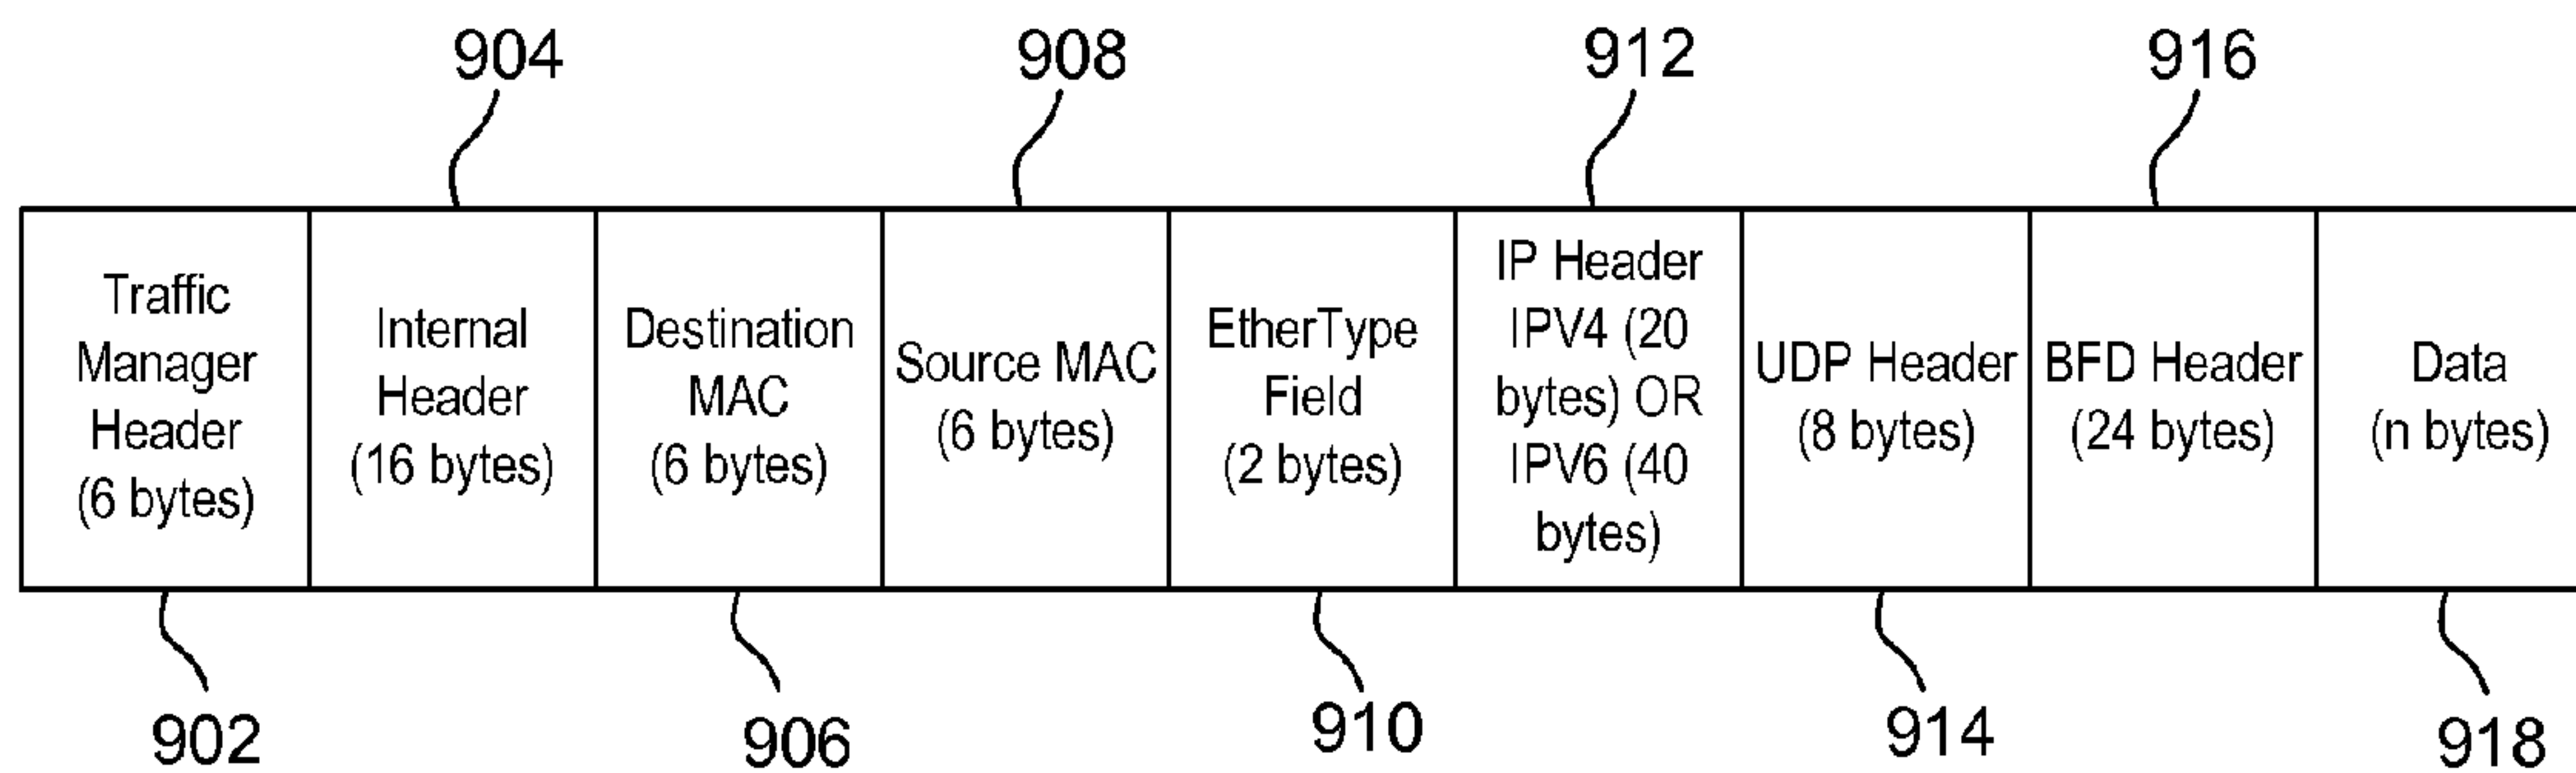 904
908
912
916
Traffic
Manager
Header
(6 bytes)
Internal
Header
(16 bytes)
Destination
MAC
(6 bytes)
Source MAC
(6 bytes)
EtherType
Field
(2 bytes)
IP Header
IPV4 (20
bytes) OR
IPV6 (40
bytes)
UDP Header
(8 bytes)
BFD Header
(24 bytes)
Data
(n bytes)
902
906
910
914
918